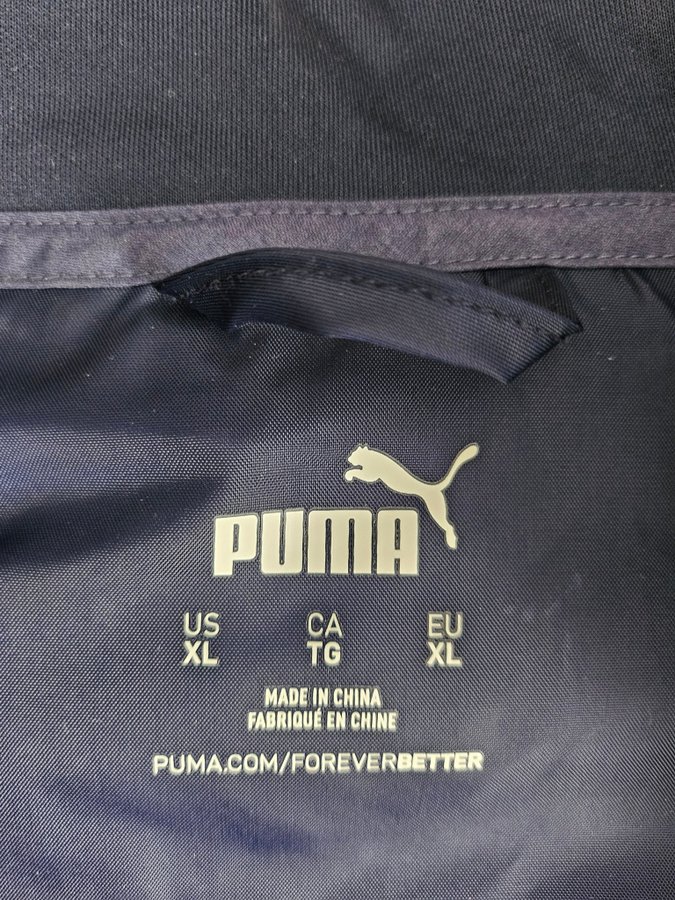 PUMA
US CA EU
XL TG XL
MADE IN CHINA
FABRIQUÉ EN CHINE
PUMA.COM/FOREVERBETTER